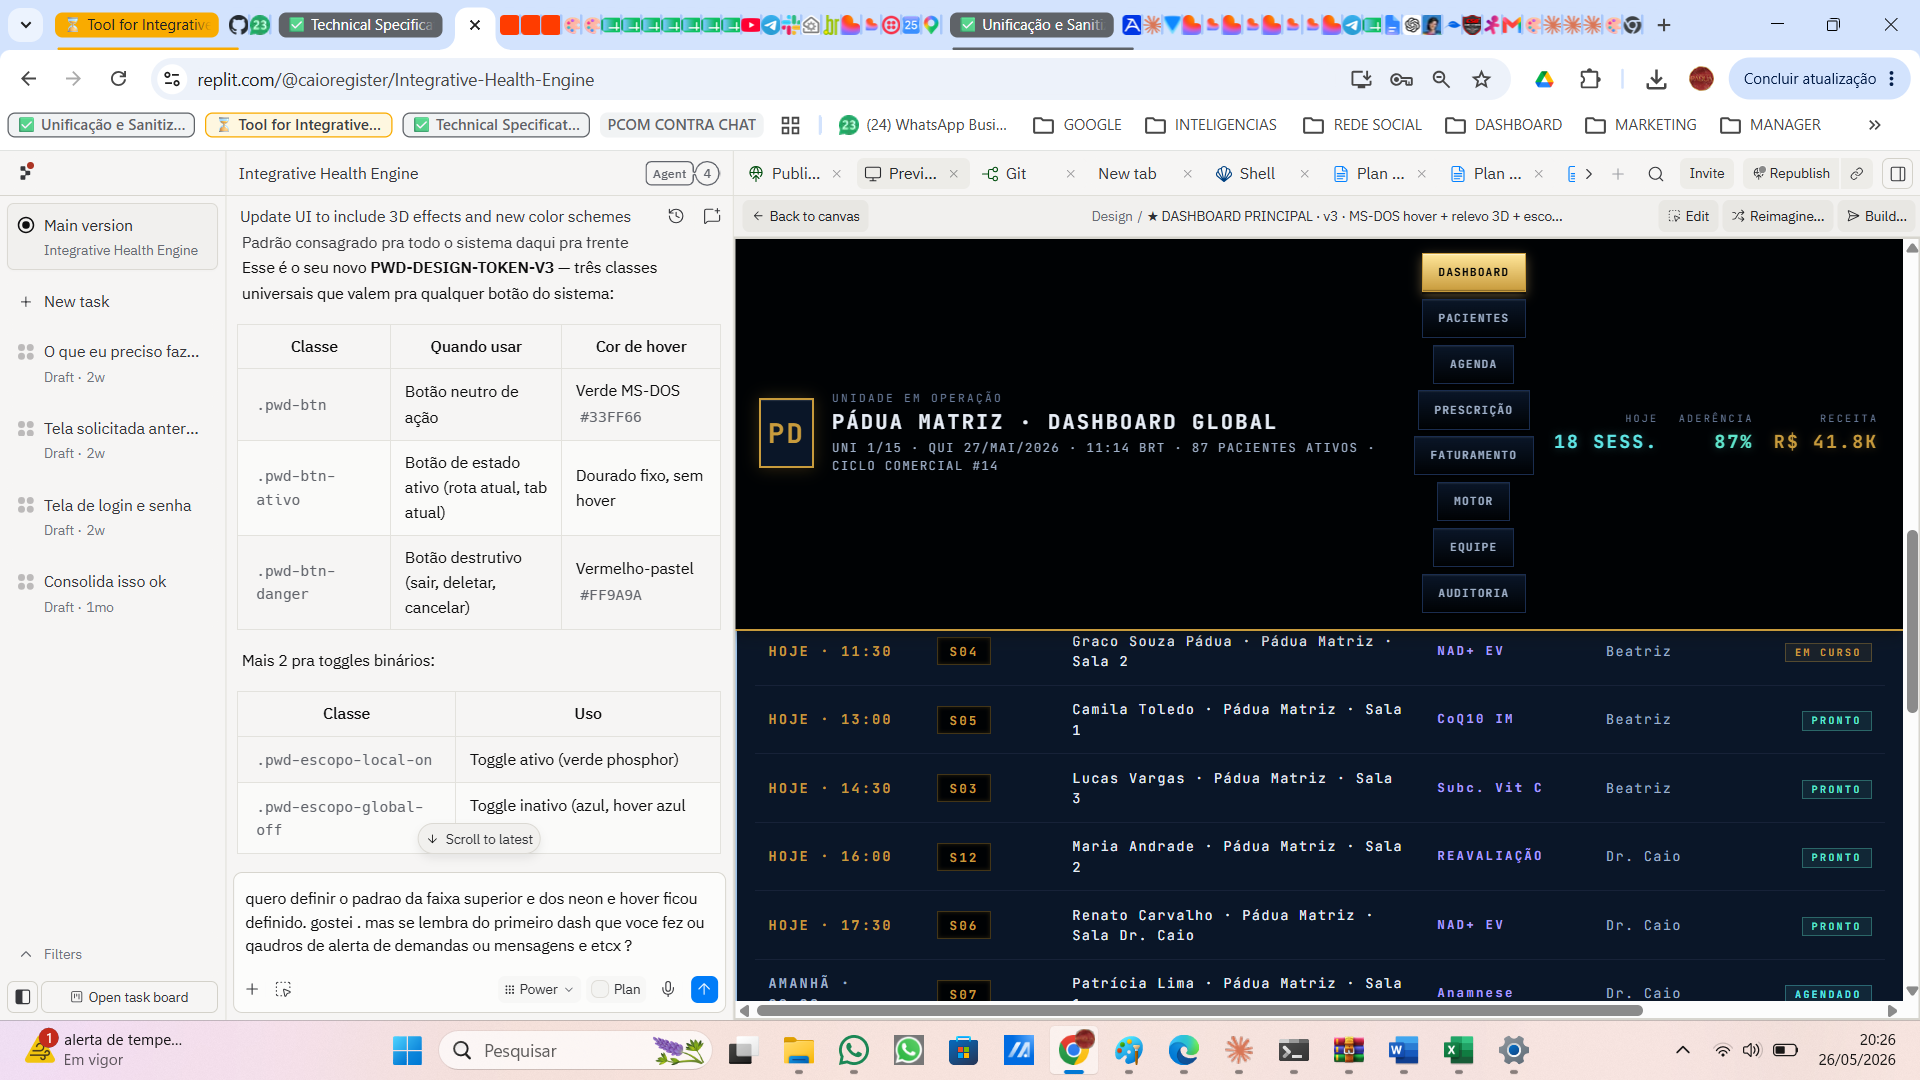 Tool for Integrative
23
Technical Specifica
25
Unificação e Saniti
replit.com/@caioregister/Integrative-Health-Engine
Concluir atualização
Unificação e Sanitiz...
Tool for Integrative...
Technical Specificat...
PCOM CONTRA CHAT
23
(24) WhatsApp Busi...
GOOGLE
INTELIGENCIAS
REDE SOCIAL
DASHBOARD
MARKETING
MANAGER
Main version
Integrative Health Engine
New task
O que eu preciso faz...
Draft · 2w
Tela solicitada anter...
Draft · 2w
Tela de login e senha
Draft · 2w
Consolida isso ok
Draft · 1mo
Filters
Open task board
Integrative Health Engine
Agent
4
Update UI to include 3D effects and new color schemes
Padrão consagrado pra todo o sistema daqui pra frente
Esse é o seu novo PWD-DESIGN-TOKEN-V3 — três classes
universais que valem pra qualquer botão do sistema:
Classe Quando usar Cor de hover
.pwd-btn
Botão neutro de
ação
Verde MS-DOS
#33FF66
.pwd-btn-
ativo
Botão de estado
ativo (rota atual, tab
atual)
Dourado fixo, sem
hover
.pwd-btn-
danger
Botão destrutivo
(sair, deletar,
cancelar)
Vermelho-pastel
#FF9A9A
Mais 2 pra toggles binários:
Classe Uso
.pwd-escopo-local-on Toggle ativo (verde phosphor)
.pwd-escopo-global-
off
Toggle inativo (azul, hover azul
Scroll to latest
quero definir o padrao da faixa superior e dos neon e hover ficou
definido. gostei . mas se lembra do primeiro dash que voce fez ou
qaudros de alerta de demandas ou mensagens e etcx ?
Power
Plan
Publi...
Previ...
Git
New tab
Shell
Plan ...
Plan ...
Invite
Republish
Back to canvas
Design / ★ DASHBOARD PRINCIPAL · v3 · MS-DOS hover + relevo 3D + esco...
Edit
Reimagine...
Build...
PD
UNIDADE EM OPERAÇÃO
PÁDUA MATRIZ · DASHBOARD GLOBAL
UNI 1/15 · QUI 27/MAI/2026 · 11:14 BRT · 87 PACIENTES ATIVOS ·
CICLO COMERCIAL #14
DASHBOARD
PACIENTES
AGENDA
PRESCRIÇÃO
FATURAMENTO
MOTOR
EQUIPE
AUDITORIA
HOJE ADERÊNCIA RECEITA
18 SESS. 87% R$ 41.8K
HOJE · 11:30 S04 Graco Souza Pádua · Pádua Matriz · NAD+ EV Beatriz EM CURSO
Sala 2
HOJE · 13:00 S05 Camila Toledo · Pádua Matriz · Sala CoQ10 IM Beatriz PRONTO
1
HOJE · 14:30 S03 Lucas Vargas · Pádua Matriz · Sala Subc. Vit C Beatriz PRONTO
3
HOJE · 16:00 S12 Maria Andrade · Pádua Matriz · Sala REAVALIAÇÃO Dr. Caio PRONTO
2
HOJE · 17:30 S06 Renato Carvalho · Pádua Matriz · NAD+ EV Dr. Caio PRONTO
Sala Dr. Caio
AMANHÃ · S07 Patrícia Lima · Pádua Matriz · Sala Anamnese Dr. Caio AGENDADO
1
alerta de tempe...
Em vigor
Pesquisar
20:26
26/05/2026